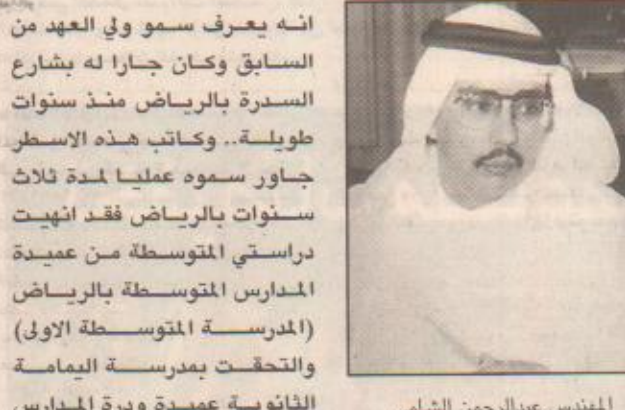 انه يعرف سمو ولي العهد من
السابق وكان جارا له بشارع
السدرة بالرياض منذ سنوات
طويلة.. وكاتب هذه الاسطر
جاور سموه عمليا لمدة ثلاث
سنوات بالرياض فقد انهيت
دراستي المتوسطة من عميدة
المدارس المتوسطة بالرياض
(المدرسة المتوسطة الاولى)
والتحقت بمدرسة اليمامة
الثانوية عميدة ودرة المدارس
المهندس عبدالرحمن